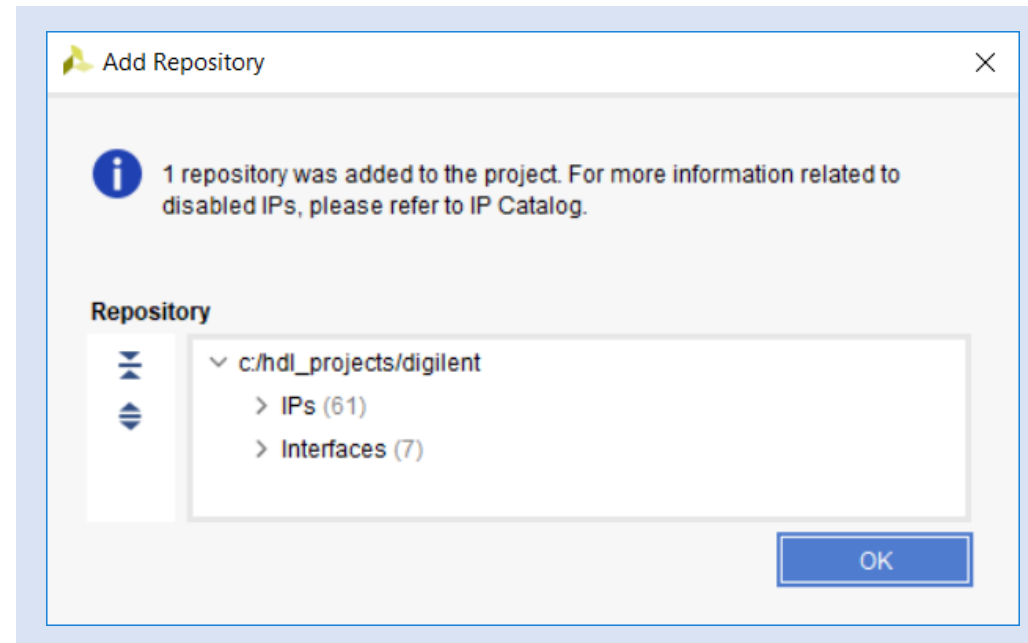 Add Repository
1 repository was added to the project. For more information related to
disabled IPs, please refer to IP Catalog.
Repository
c:/hdl_projects/digilent
IPs (61)
Interfaces (7)
OK